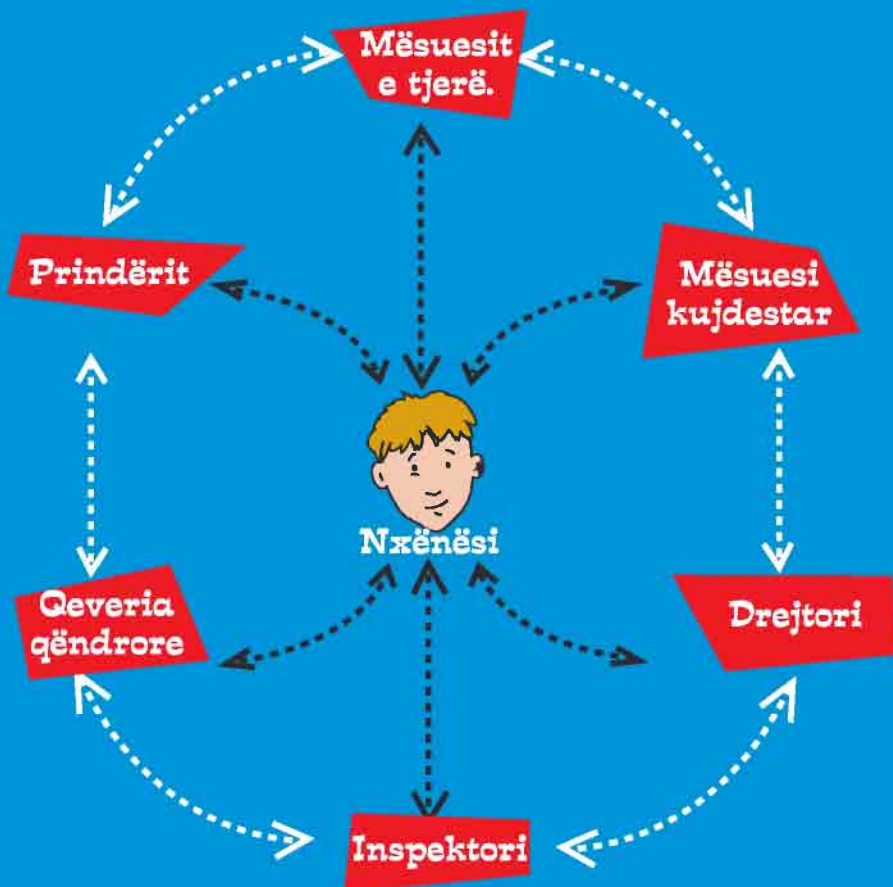 Mësuesit
e tjerë.
Prindërit
Mësuesi
kujdestar
Nxënësi
Qeveria
qëndrore
Drejtori
Inspektori